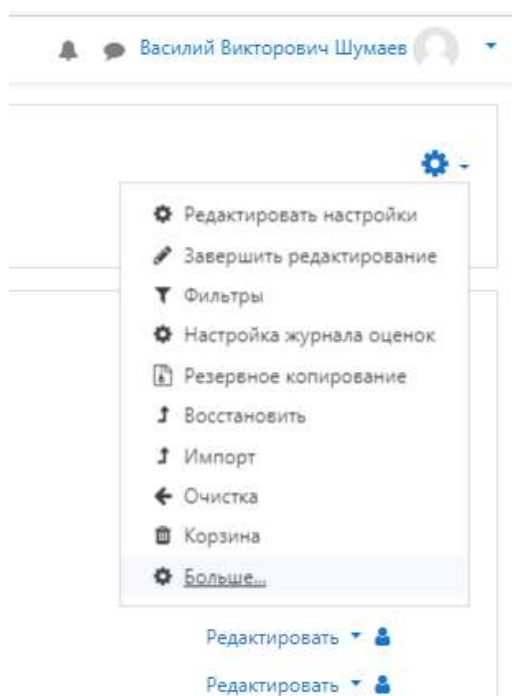 Василий Викторович Шумаев
Редактировать настройки
Завершить редактирование
Фильтры
Настройка журнала оценок
Резервное копирование
Восстановить
Импорт
Очистка
Корзина
Больше...
Редактировать
Редактировать